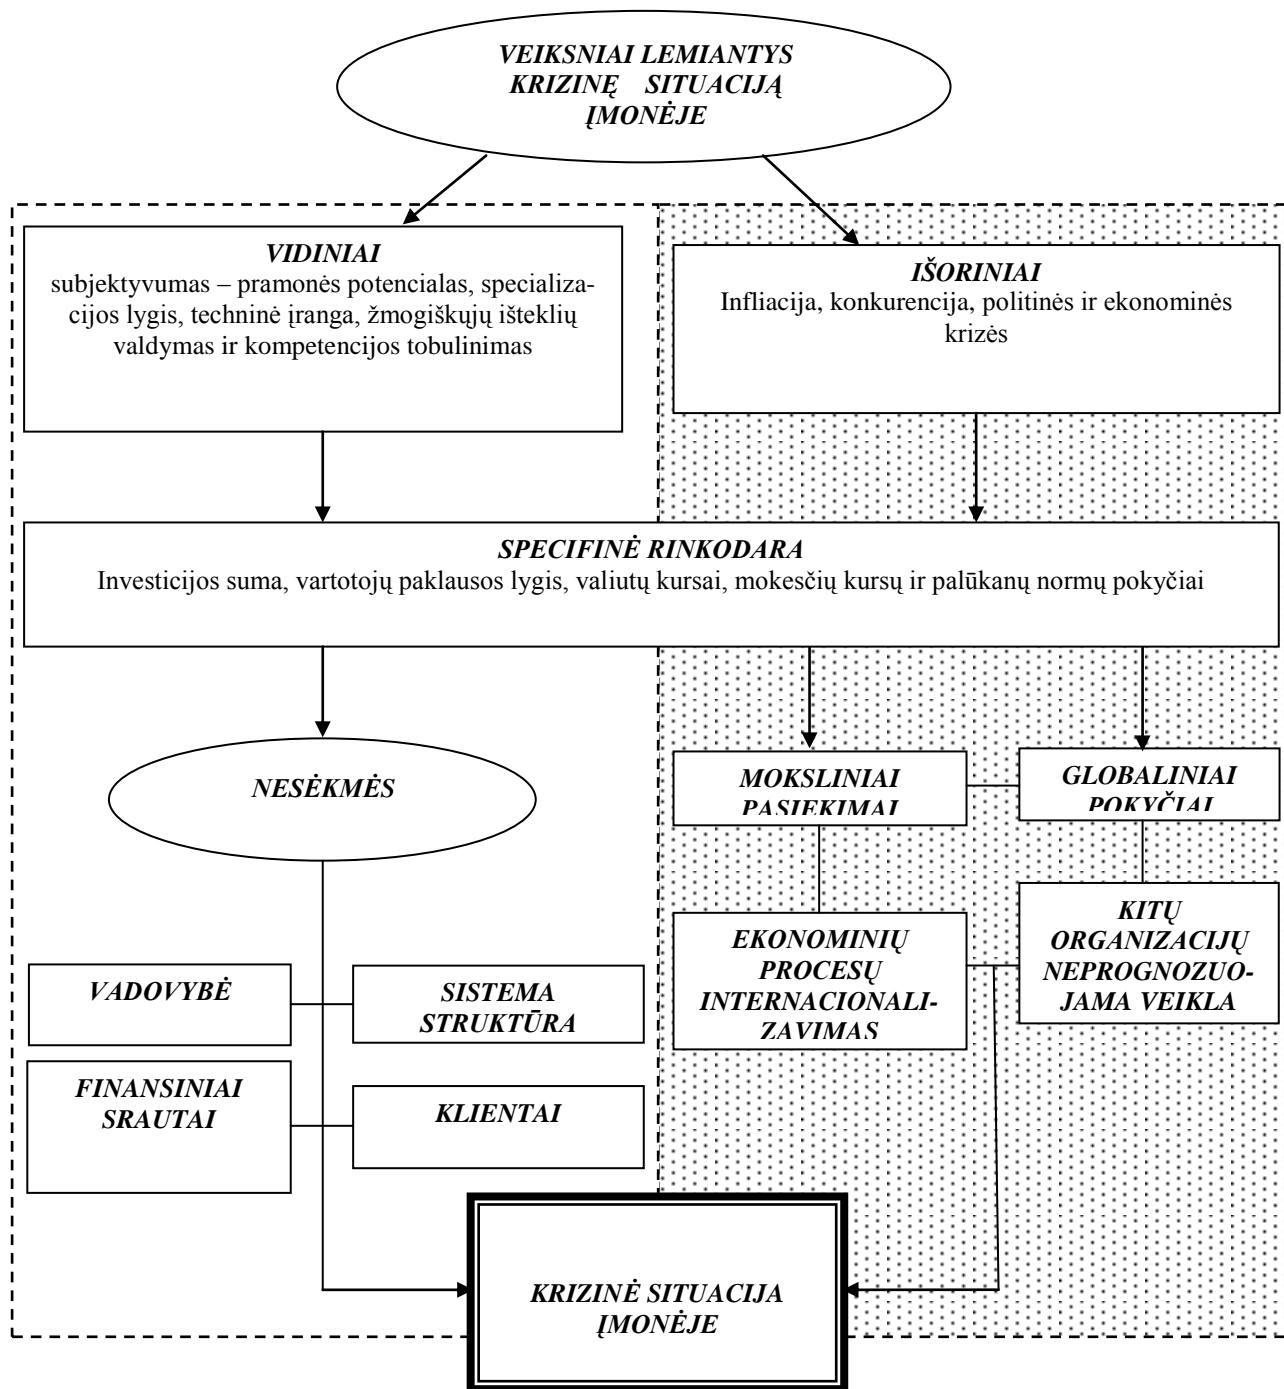 VEIKSNIAI LEMIANTYS
KRIZINĘ SITUACIJĄ
ĮMONĖJE
VIDINIAI
subjektyvumas – pramonės potencialas, specializa-
cijos lygis, techninė įranga, žmogiškųjų išteklių
valdymas ir kompetencijos tobulinimas
IŠORINIAI
Infliacija, konkurencija, politinės ir ekonominės
krizės
SPECIFINĖ RINKODARA
Investicijos suma, vartotojų paklausos lygis, valiutų kursai, mokesčių kursų ir palūkanų normų pokyčiai
NESĖKMĖS
MOKSLINIAI
PASIEKIMAI
GLOBALINIAI
POKYČIAI
EKONOMINIŲ
PROCESŲ
INTERNACIONALI-
ZAVIMAS
KITŲ
ORGANIZACIJŲ
NEPROGNOZUO-
JAMA VEIKLA
VADOVYBĖ
SISTEMA
STRUKTŪRA
FINANSINIAI
SRAUTAI
KLIENTAI
KRIZINĖ SITUACIJA
ĮMONĖJE